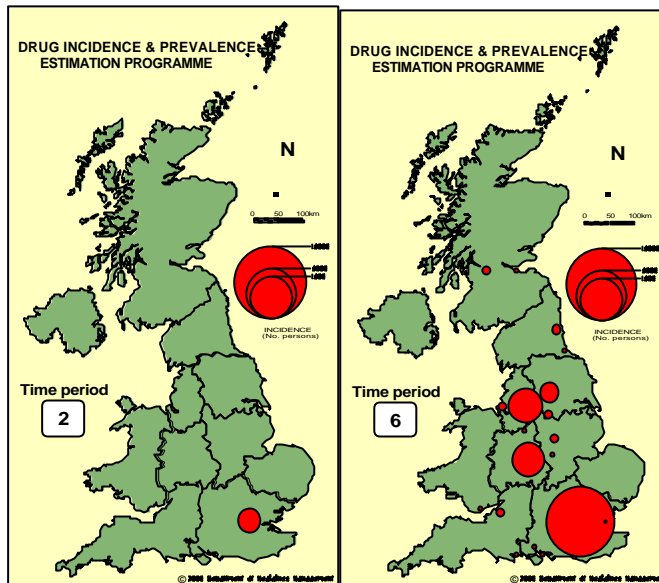 DRUG INCIDENCE & PREVALENCE
ESTIMATION PROGRAMME
N
0 50 100km
INCIDENCE
(No. persons)
Time period
2
DRUG INCIDENCE & PREVALENCE
ESTIMATION PROGRAMME
N
0 50 100km
INCIDENCE
(No. persons)
Time period
6